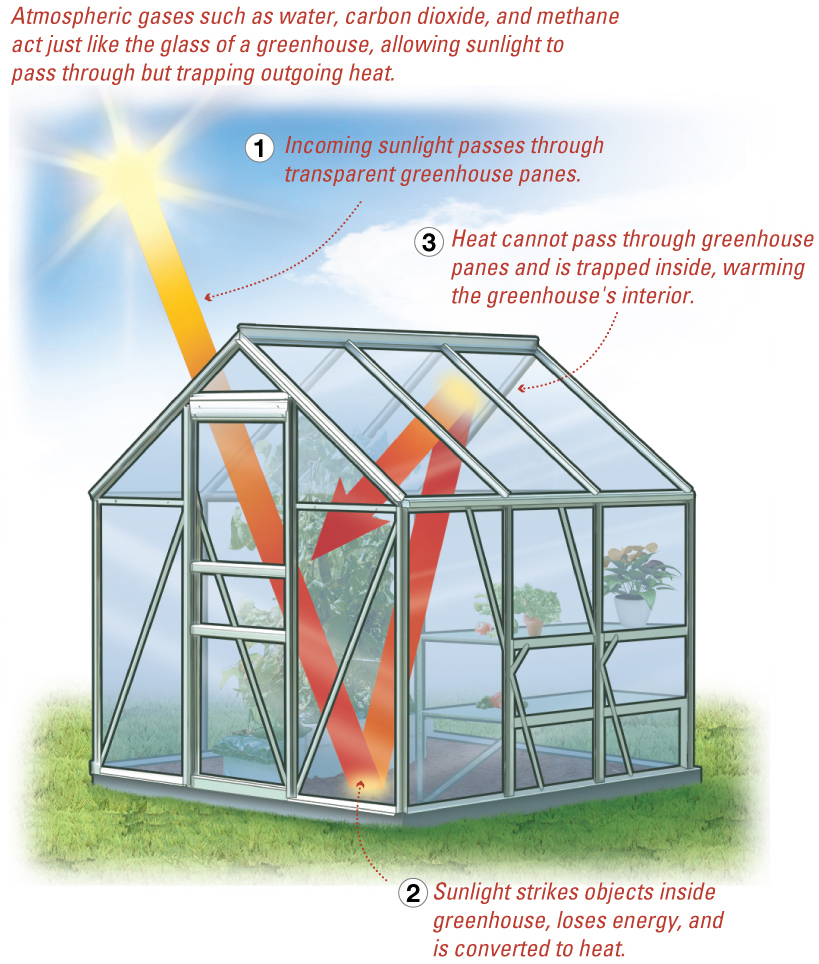 Atmospheric gases such as water, carbon dioxide, and methane
act just like the glass of a greenhouse, allowing sunlight to
pass through but trapping outgoing heat.
1 Incoming sunlight passes through
transparent greenhouse panes.
3 Heat cannot pass through greenhouse
panes and is trapped inside, warming
the greenhouse's interior.
2 Sunlight strikes objects inside
greenhouse, loses energy, and
is converted to heat.